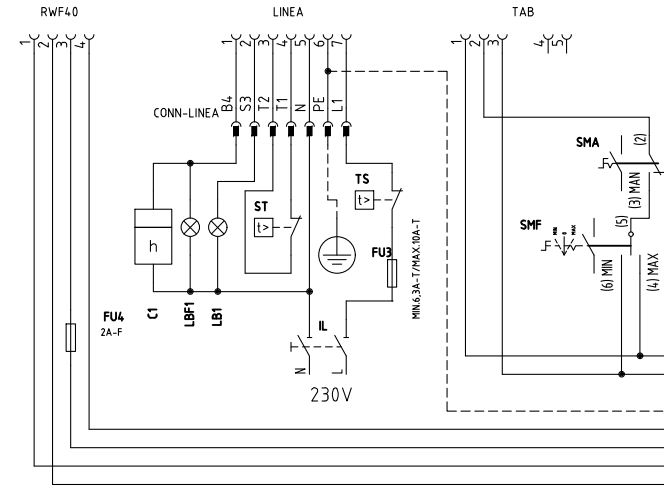 RWF40 LINEA TAB
1 2 3 4 1 2 3 4 5 6 7 1 2 3 4 5
CONN-LINEA B4 S3 T2 T1 N PE L1
SMA (2)
(3) MAN
ST t>
TS t>
SMF MIN 0 MAX (5)
(6) MIN (4) MAX
h
C1 LBF1 LB1
FU3
MIN.6,3A-T/MAX.10A-T
FU4
2A-F
IL
N L
230V